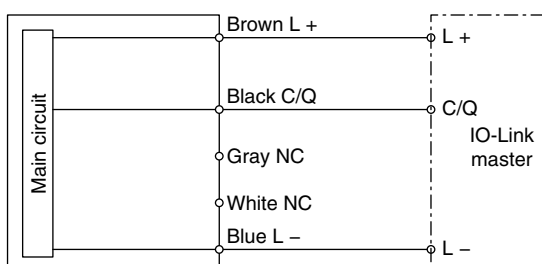 Brown L +
L +
Main circuit
Black C/Q
C/Q
IO-Link
master
Gray NC
White NC
Blue L –
L –